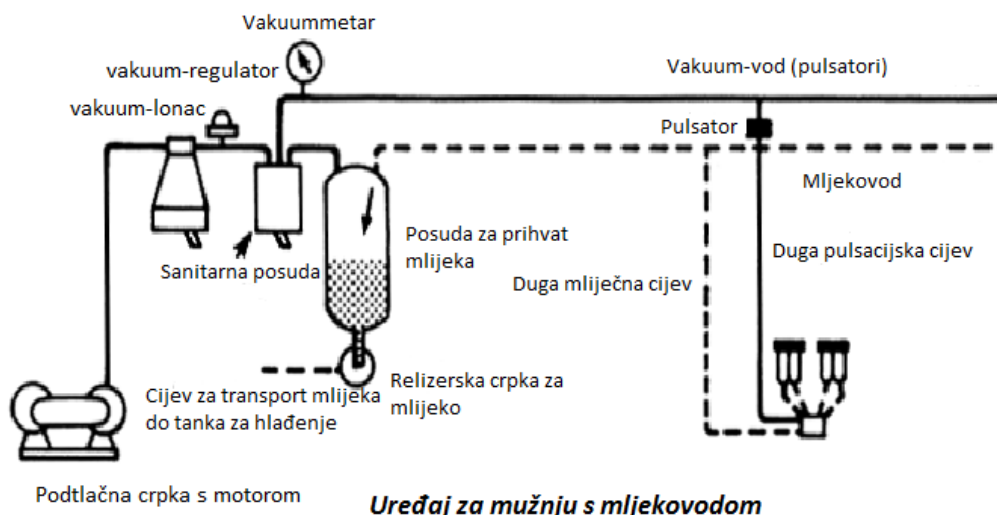 Vakuummetar
vakuum-regulator
Vakuum-vod (pulsatori)
vakuum-lonac
Pulsator
Mljekovod
Posuda za prihvat
mlijeka
Duga pulsacijska cijev
Sanitarna posuda
Duga mliječna cijev
Cijev za transport mlijeka
do tanka za hlađenje
Relizerska crpka za
mlijeko
Podtlačna crpka s motorom
Uređaj za mužnju s mljekovodom